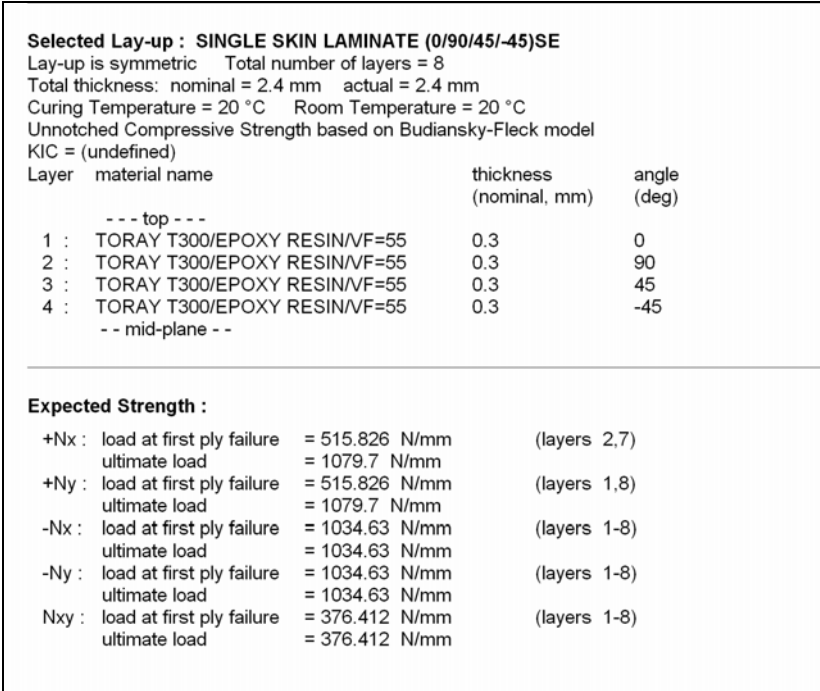 Selected Lay-up : SINGLE SKIN LAMINATE (0/90/45/-45)SE
Lay-up is symmetric Total number of layers = 8
Total thickness: nominal = 2.4 mm actual = 2.4 mm
Curing Temperature = 20 °C Room Temperature = 20 °C
Unnotched Compressive Strength based on Budiansky-Fleck model
KIC = (undefined)
Layer material name thickness angle
(nominal, mm) (deg)
- - - top - - -
1 : TORAY T300/EPOXY RESIN/VF=55 0.3 0
2 : TORAY T300/EPOXY RESIN/VF=55 0.3 90
3 : TORAY T300/EPOXY RESIN/VF=55 0.3 45
4 : TORAY T300/EPOXY RESIN/VF=55 0.3 -45
- - mid-plane - -
Expected Strength :
+Nx : load at first ply failure = 515.826 N/mm (layers 2,7)
ultimate load = 1079.7 N/mm
+Ny : load at first ply failure = 515.826 N/mm (layers 1,8)
ultimate load = 1079.7 N/mm
-Nx : load at first ply failure = 1034.63 N/mm (layers 1-8)
ultimate load = 1034.63 N/mm
-Ny : load at first ply failure = 1034.63 N/mm (layers 1-8)
ultimate load = 1034.63 N/mm
Nxy : load at first ply failure = 376.412 N/mm (layers 1-8)
ultimate load = 376.412 N/mm